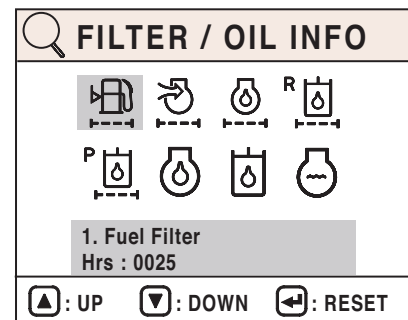 FILTER / OIL INFO
R
P
1. Fuel Filter
Hrs : 0025
: UP : DOWN : RESET